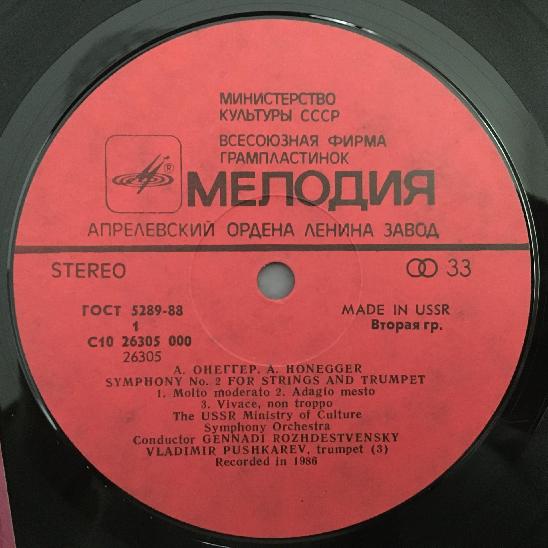 МИНИСТЕРСТВО
КУЛЬТУРЫ СССР
ВСЕСОЮЗНАЯ ФИРМА
ГРАМПЛАСТИНОК
МЕЛОДИЯ
АПРЕЛЕВСКИЙ ОРДЕНА ЛЕНИНА ЗАВОД
STEREO
33
ГОСТ 5289-88
MADE IN USSR
1
Вторая гр.
С10 26305 000
26305
А. ОНЕГГЕР. A. HONEGGER
SYMPHONY No. 2 FOR STRINGS AND TRUMPET
1. Molto moderato 2. Adagio mesto
3. Vivace, non troppo
The USSR Ministry of Culture
Symphony Orchestra
Conductor GENNADI ROZHDESTVENSKY
VLADIMIR PUSHKAREV, trumpet (3)
Recorded in 1986